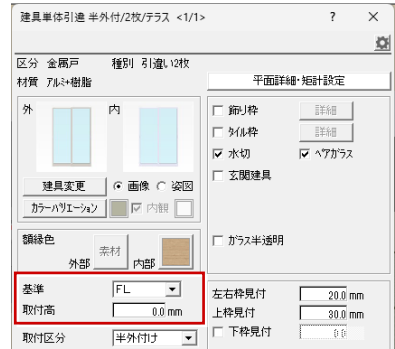 建具単体引違 半外付/2枚/テラス <1/1>
? ×
区分 金属戸 種別 引違い2枚
材質 アルミ+樹脂
平面詳細・矩計設定
外 内
建具変更 画像 姿図
カラーバリエーション 内観
額縁色
外部 素材 内部
基準 FL
取付高 0.0 mm
取付区分 半外付け
飾り枠 詳細
タイル枠 詳細
水切 ペアガラス
玄関建具
ガラス半透明
左右枠見付 20.0 mm
上枠見付 30.0 mm
下枠見付 0.0 mm